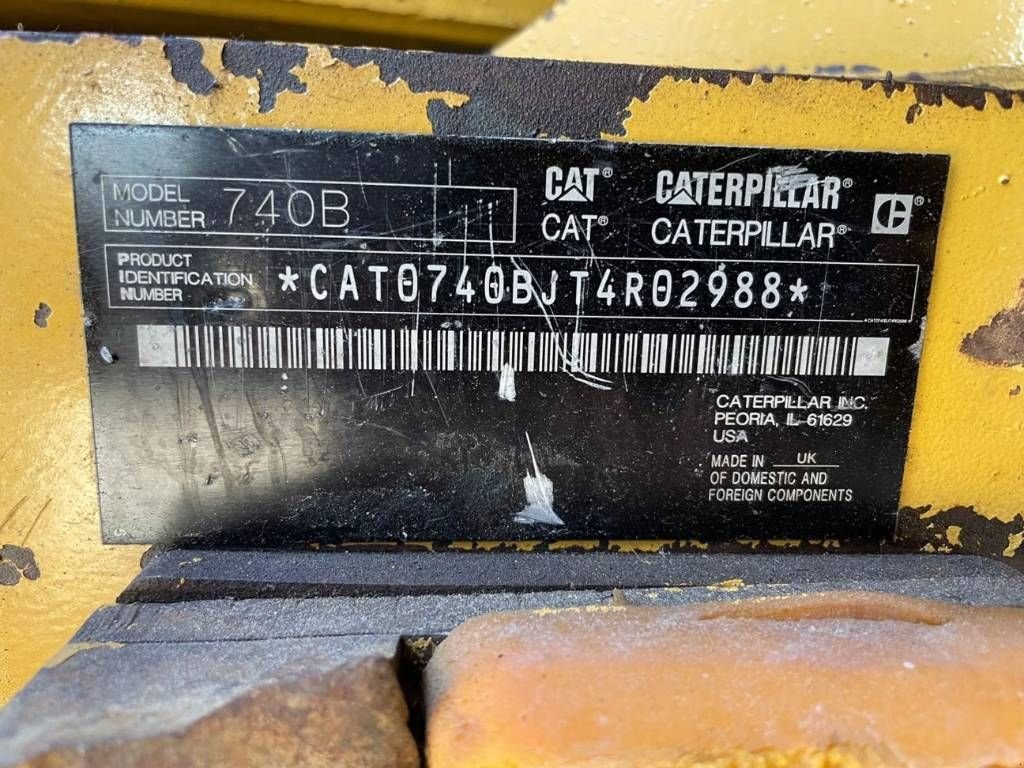 MODEL NUMBER 740B
CAT® CATERPILLAR®
CAT® CATERPILLAR® C®
PRODUCT IDENTIFICATION NUMBER *CAT0740BJT4R02988*
*CAT0740BJT4R02988*
CATERPILLAR INC.
PEORIA, IL 61629
USA
MADE IN UK
OF DOMESTIC AND
FOREIGN COMPONENTS